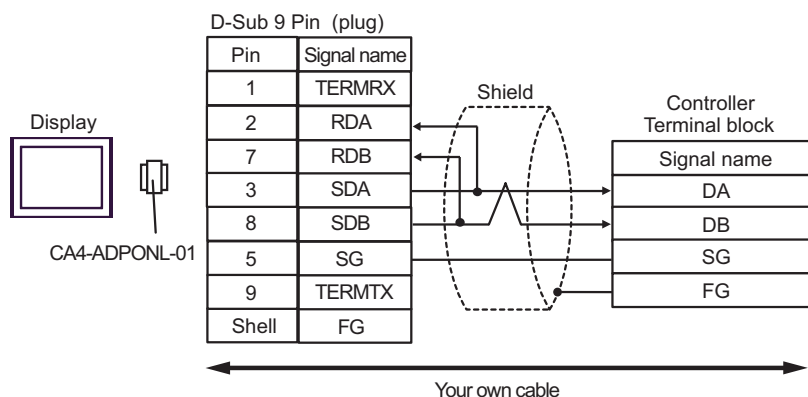 D-Sub 9 Pin (plug)
Pin Signal name
1 TERMRX
2 RDA
7 RDB
3 SDA
8 SDB
5 SG
9 TERMTX
Shell FG
Display
CA4-ADPONL-01
Shield
Controller
Terminal block
Signal name
DA
DB
SG
FG
Your own cable